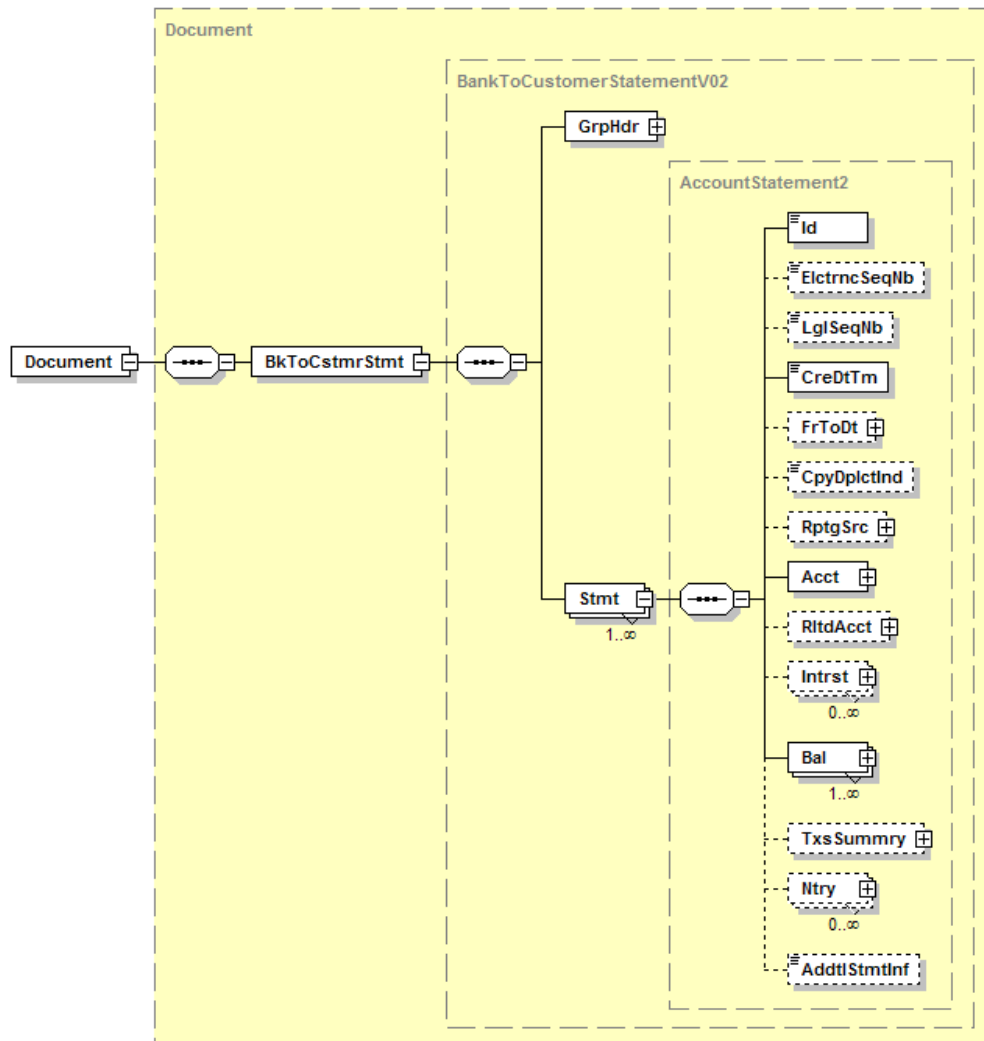 Document
BankToCustomerStatementV02
GrpHdr
AccountStatement2
Id
ElctrncSeqNb
LglSeqNb
Document
BkToCstmrStmt
CreDtTm
FrToDt
CpyDplctInd
RptgSrc
Stmt
1..∞
Acct
RltdAcct
Intrst
0..∞
Bal
1..∞
TxsSummry
Ntry
0..∞
AddtlStmtInf